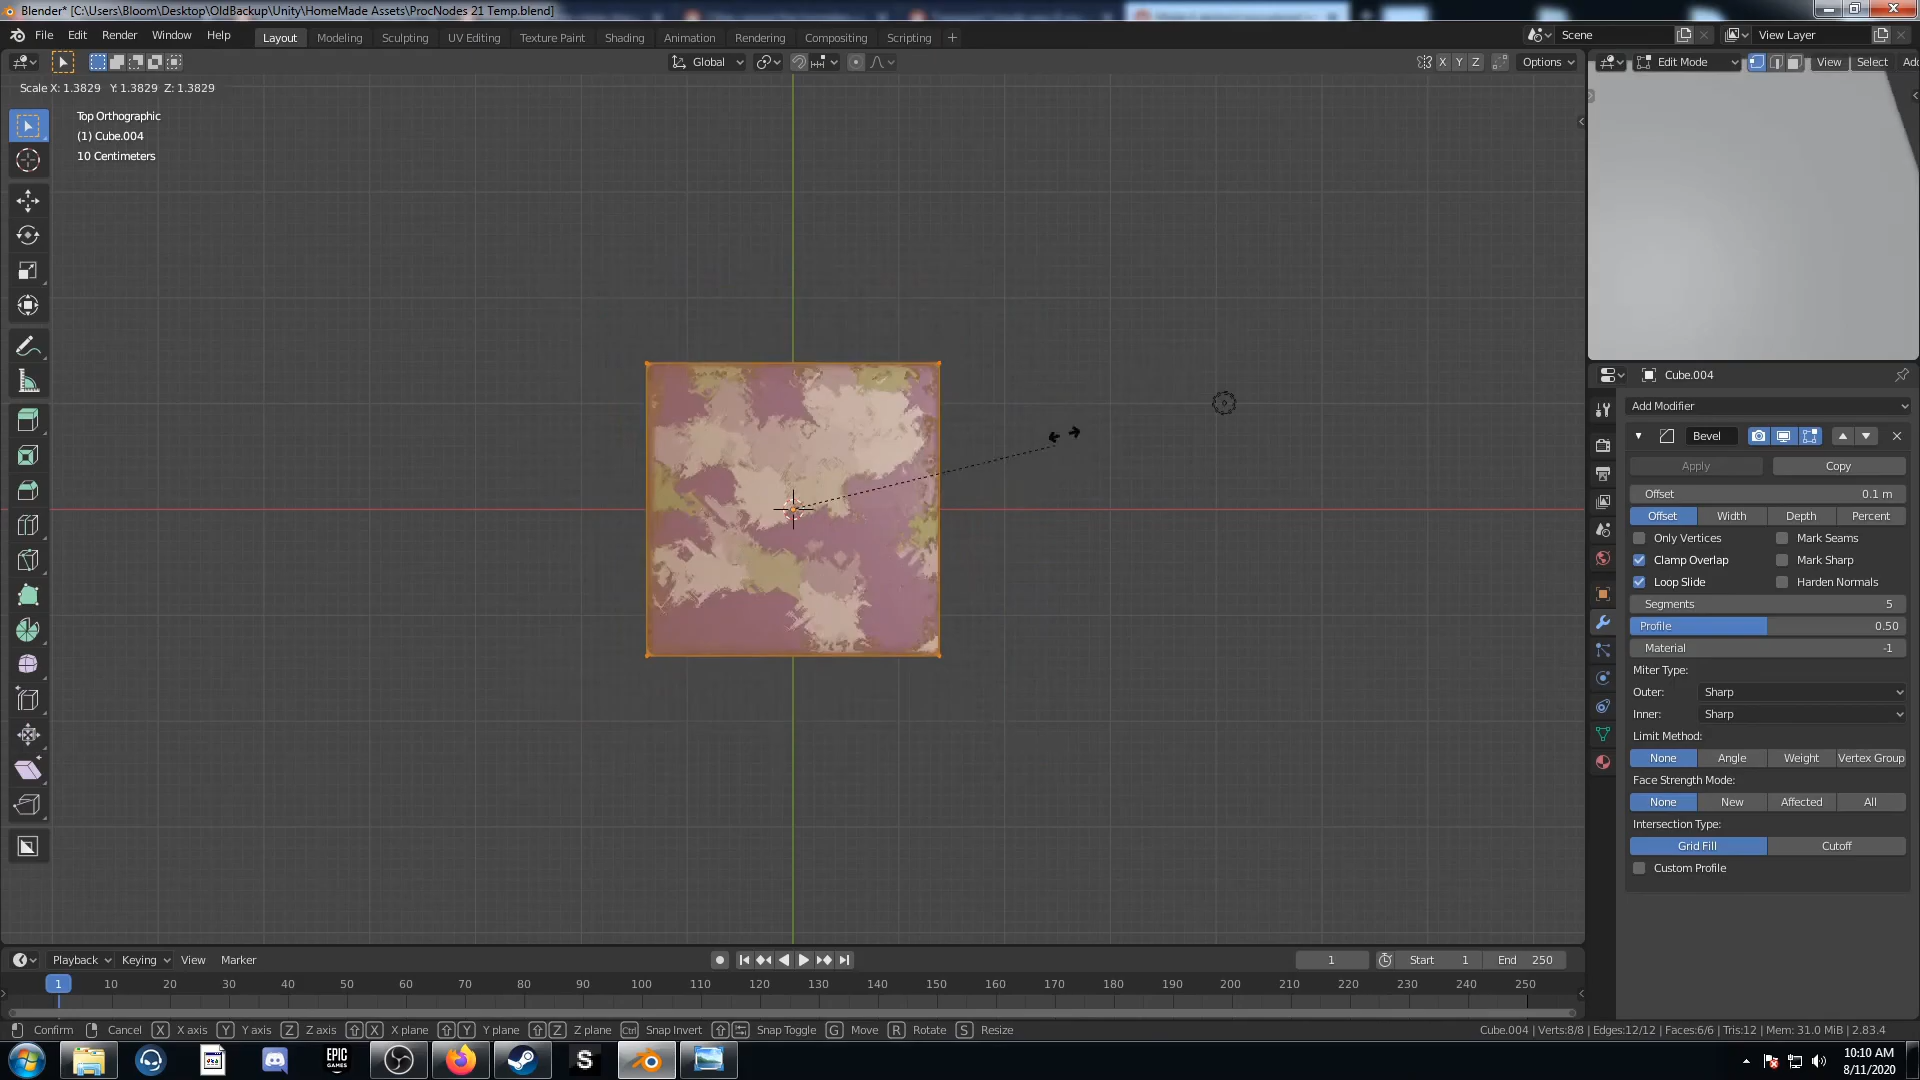 Blender* [C:\Users\Bloom\Desktop\OldBackup\Unity\HomeMade Assets\ProcNodes 21 Temp.blend]
File Edit Render Window Help Layout Modeling Sculpting UV Editing Texture Paint Shading Animation Rendering Compositing Scripting + Scene View Layer
Global X Y Z Options Edit Mode View Select Add
Scale X: 1.3829 Y: 1.3829 Z: 1.3829
Top Orthographic
(1) Cube.004
10 Centimeters
Cube.004
Add Modifier
Bevel
Apply Copy
Offset 0.1 m
Offset Width Depth Percent
Only Vertices Mark Seams
Clamp Overlap Mark Sharp
Loop Slide Harden Normals
Segments 5
Profile 0.50
Material -1
Miter Type:
Outer: Sharp
Inner: Sharp
Limit Method:
None Angle Weight Vertex Group
Face Strength Mode:
None New Affected All
Intersection Type:
Grid Fill Cutoff
Custom Profile
Playback Keying View Marker 1 Start 1 End 250
1 10 20 30 40 50 60 70 80 90 100 110 120 130 140 150 160 170 180 190 200 210 220 230 240 250
Confirm Cancel X X axis Y Y axis Z Z axis X X plane Y Y plane Z Z plane Ctrl Snap Invert Snap Toggle G Move R Rotate S Resize Cube.004 | Verts:8/8 | Edges:12/12 | Faces:6/6 | Tris:12 | Mem: 31.0 MiB | 2.83.4
EPIC GAMES S 10:10 AM
8/11/2020